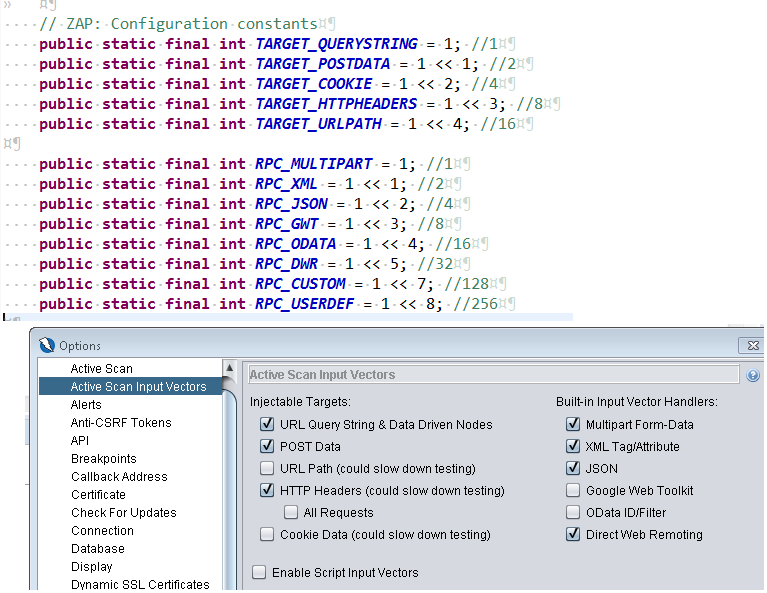 // ZAP: Configuration constants
public static final int TARGET_QUERYSTRING = 1; //1
public static final int TARGET_POSTDATA = 1 << 1; //2
public static final int TARGET_COOKIE = 1 << 2; //4
public static final int TARGET_HTTPHEADERS = 1 << 3; //8
public static final int TARGET_URLPATH = 1 << 4; //16
public static final int RPC_MULTIPART = 1; //1
public static final int RPC_XML = 1 << 1; //2
public static final int RPC_JSON = 1 << 2; //4
public static final int RPC_GWT = 1 << 3; //8
public static final int RPC_ODATA = 1 << 4; //16
public static final int RPC_DWR = 1 << 5; //32
public static final int RPC_CUSTOM = 1 << 7; //128
public static final int RPC_USERDEF = 1 << 8; //256
Options
Active Scan
Active Scan Input Vectors
Alerts
Anti-CSRF Tokens
API
Breakpoints
Callback Address
Certificate
Check For Updates
Connection
Database
Display
Dynamic SSL Certificates
Active Scan Input Vectors
Injectable Targets:
URL Query String & Data Driven Nodes
POST Data
URL Path (could slow down testing)
HTTP Headers (could slow down testing)
All Requests
Cookie Data (could slow down testing)
Enable Script Input Vectors
Built-in Input Vector Handlers:
Multipart Form-Data
XML Tag/Attribute
JSON
Google Web Toolkit
OData ID/Filter
Direct Web Remoting